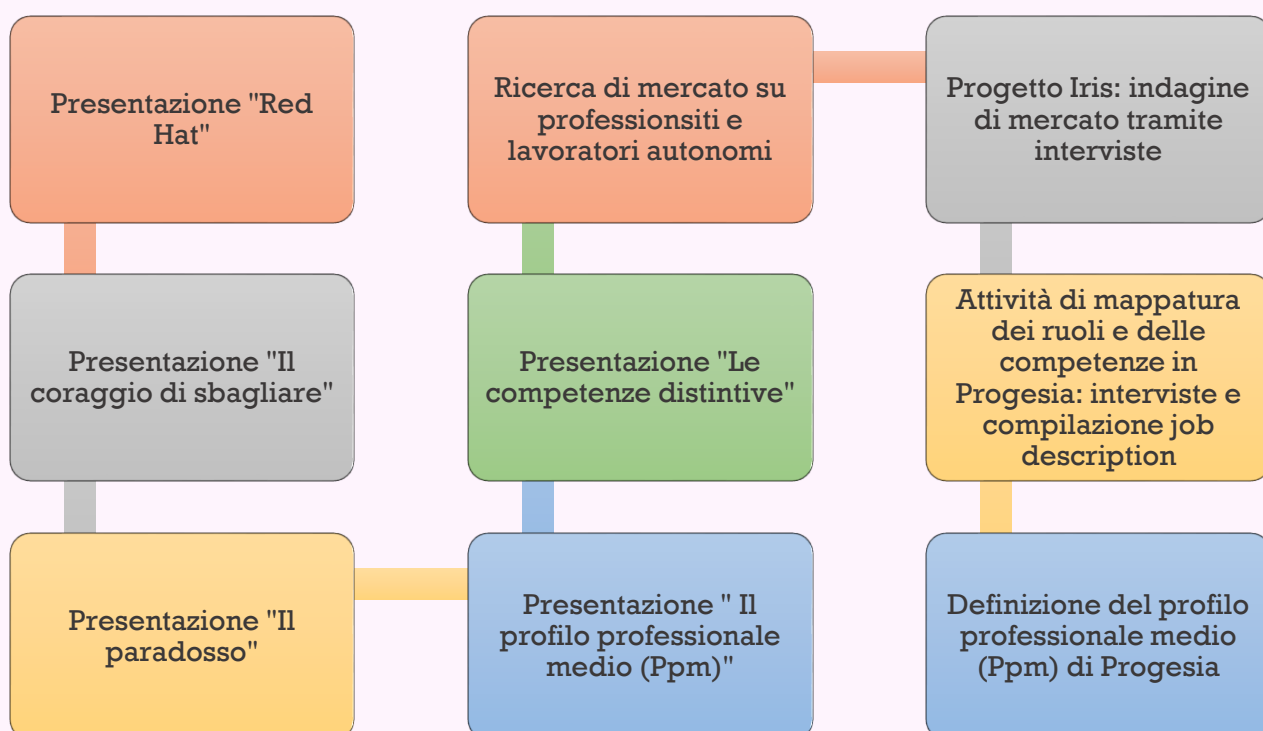 Presentazione "Red
Hat"
Presentazione "Il
coraggio di sbagliare"
Presentazione "Il
paradosso"
Presentazione " Il
profilo professionale
medio (Ppm)"
Presentazione "Le
competenze distintive"
Ricerca di mercato su
professionsiti e
lavoratori autonomi
Progetto Iris: indagine
di mercato tramite
interviste
Attività di mappatura
dei ruoli e delle
competenze in
Progesia: interviste e
compilazione job
description
Definizione del profilo
professionale medio
(Ppm) di Progesia